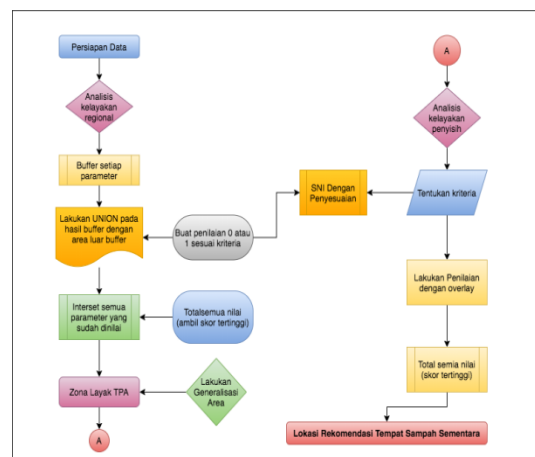 Persiapan Data
Analisis
kelayakan
regional
Buffer setiap
parameter
Lakukan UNION pada
hasil buffer dengan
area luar buffer
Buat penilaian 0 atau
1 sesuai kriteria
Interset semua
parameter yang
sudah dinilai
Totalsemua nilai
(ambil skor tertinggi)
Zona Layak TPA
Lakukan
Generalisasi
Area
A
A
Analisis
kelayakan
penyisih
SNI Dengan
Penyesuaian
Tentukan kriteria
Lakukan Penilaian
dengan overlay
Total semia nilai
(skor tertinggi)
Lokasi Rekomendasi Tempat Sampah Sementara